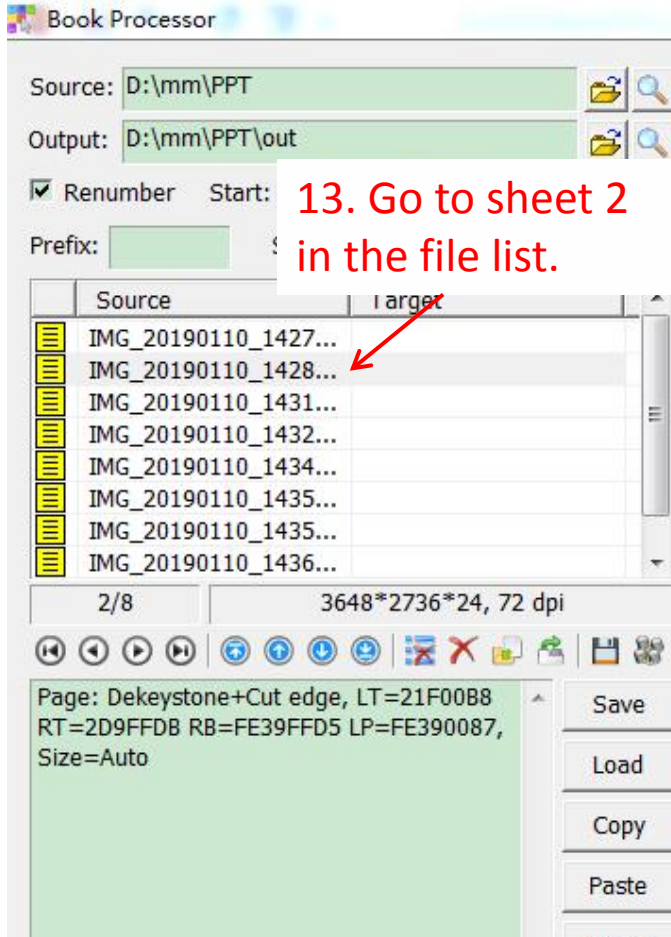 Book Processor
Source: D:\mm\PPT
Output: D:\mm\PPT\out
Renumber Start:
13. Go to sheet 2
in the file list.
Prefix:
Source Target
IMG_20190110_1427...
IMG_20190110_1428...
IMG_20190110_1431...
IMG_20190110_1432...
IMG_20190110_1434...
IMG_20190110_1435...
IMG_20190110_1435...
IMG_20190110_1436...
2/8 3648*2736*24, 72 dpi
Page: Dekeystone+Cut edge, LT=21F00B8
RT=2D9FFDB RB=FE39FFD5 LP=FE390087,
Size=Auto
Save
Load
Copy
Paste